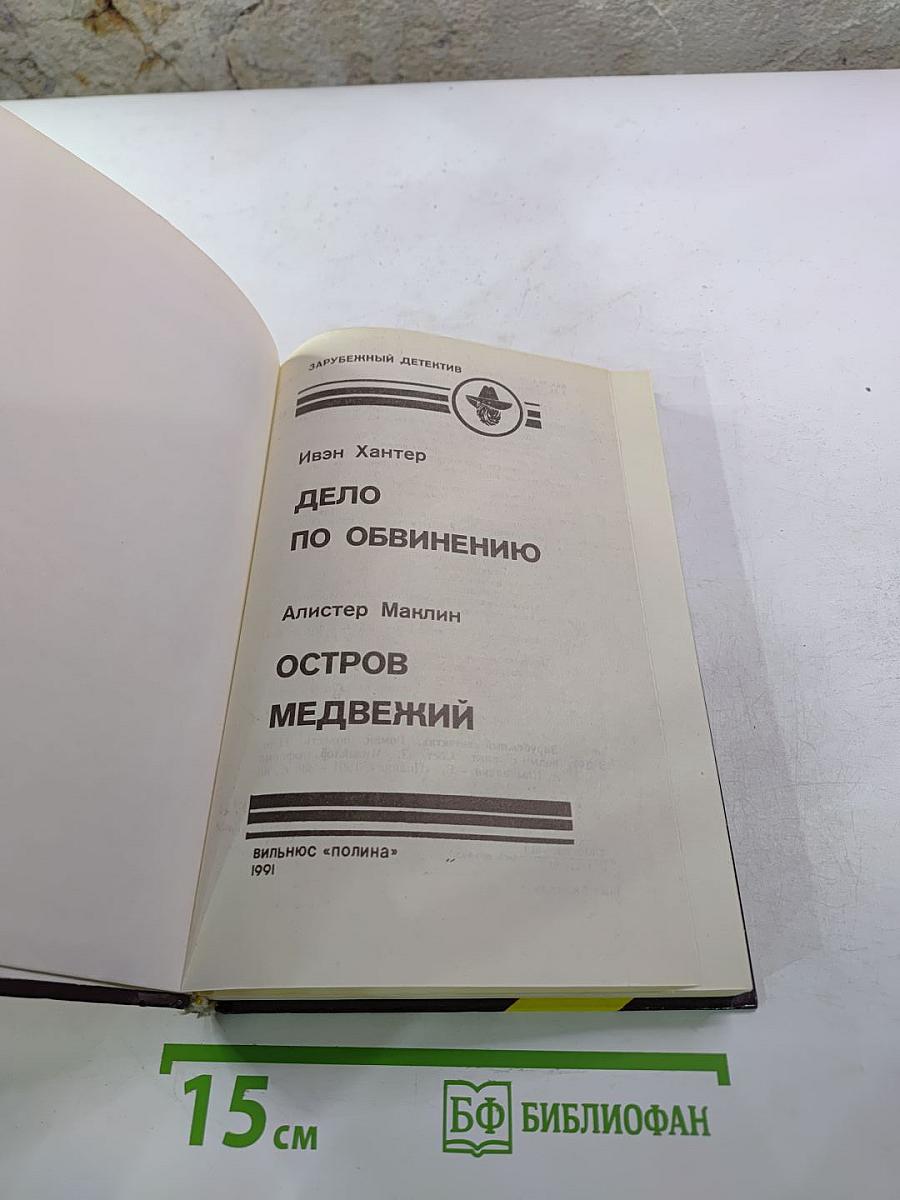 ЗАРУБЕЖНЫЙ ДЕТЕКТИВ
Ивэн Хантер
ДЕЛО
ПО ОБВИНЕНИЮ
Алистер Маклин
ОСТРОВ
МЕДВЕЖИЙ
ВИЛЬНЮС «ПОЛИНА»
1991
15 см
БФ БИБЛИОФАН